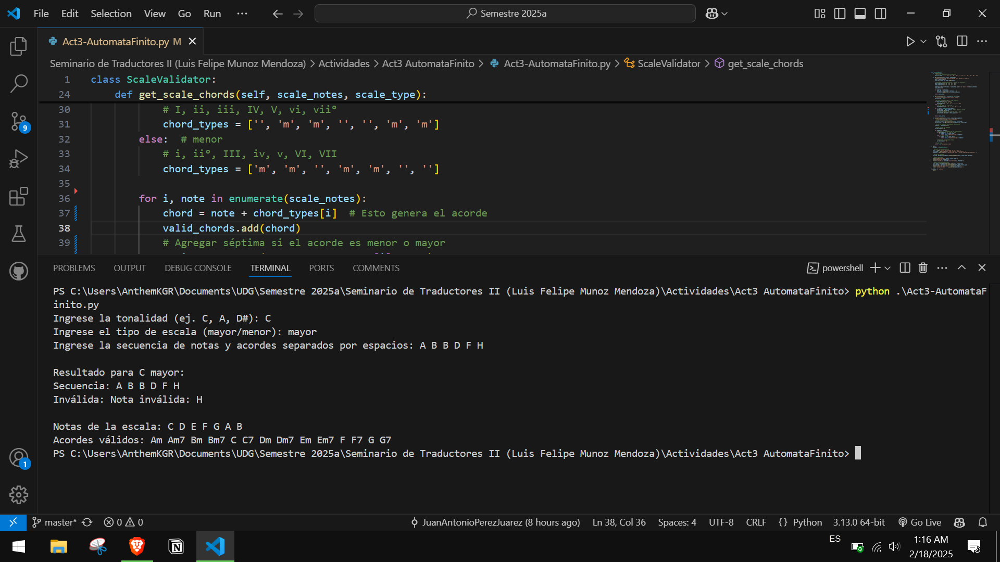 File Edit Selection View Go Run ··· Semestre 2025a
Act3-AutomataFinito.py M
Seminario de Traductores II (Luis Felipe Munoz Mendoza) > Actividades > Act3 AutomataFinito > Act3-AutomataFinito.py > ScaleValidator > get_scale_chords
1 class ScaleValidator:
24 def get_scale_chords(self, scale_notes, scale_type):
30 # I, ii, iii, IV, V, vi, vii°
31 chord_types = ['', 'm', 'm', '', '', 'm', 'm']
32 else: # menor
33 # i, ii°, III, iv, v, VI, VII
34 chord_types = ['m', 'm', '', 'm', 'm', '', '']
35
36 for i, note in enumerate(scale_notes):
37 chord = note + chord_types[i] # Esto genera el acorde
38 valid_chords.add(chord)
39 # Agregar séptima si el acorde es menor o mayor
9
PROBLEMS OUTPUT DEBUG CONSOLE TERMINAL PORTS COMMENTS powershell
PS C:\Users\AnthemKGR\Documents\UDG\Semestre 2025a\Seminario de Traductores II (Luis Felipe Munoz Mendoza)\Actividades\Act3 AutomataFinito> python .\Act3-AutomataF
inito.py
Ingrese la tonalidad (ej. C, A, D#): C
Ingrese el tipo de escala (mayor/menor): mayor
Ingrese la secuencia de notas y acordes separados por espacios: A B B D F H
Resultado para C mayor:
Secuencia: A B B D F H
Inválida: Nota inválida: H
Notas de la escala: C D E F G A B
Acordes válidos: Am Am7 Bm Bm7 C C7 Dm Dm7 Em Em7 F F7 G G7
PS C:\Users\AnthemKGR\Documents\UDG\Semestre 2025a\Seminario de Traductores II (Luis Felipe Munoz Mendoza)\Actividades\Act3 AutomataFinito>
1
master* 0 0 JuanAntonioPerezJuarez (8 hours ago) Ln 38, Col 36 Spaces: 4 UTF-8 CRLF {} Python 3.13.0 64-bit Go Live
ES
1:16 AM
2/18/2025